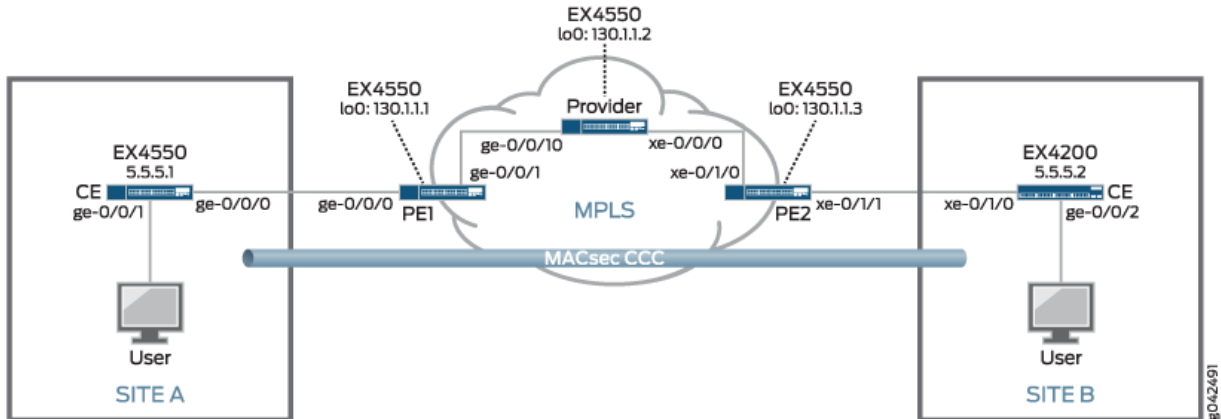 EX4550
lo0: 130.1.1.2
EX4550
lo0: 130.1.1.1
EX4550
lo0: 130.1.1.3
Provider
ge-0/0/10
xe-0/0/0
ge-0/0/1
xe-0/1/0
EX4550
5.5.5.1
CE
ge-0/0/1
ge-0/0/0
ge-0/0/0
PE1
MPLS
PE2
xe-0/1/1
EX4200
5.5.5.2
xe-0/1/0
CE
ge-0/0/2
MACsec CCC
User
SITE A
User
SITE B
g042491